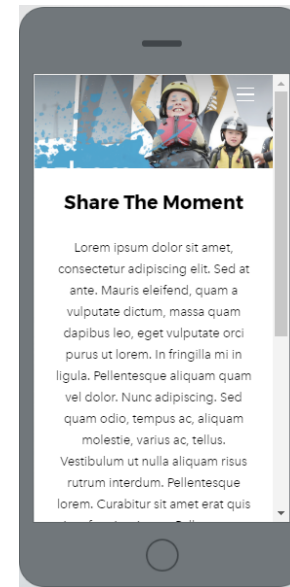 Share The Moment
Lorem ipsum dolor sit amet,
consectetur adipiscing elit. Sed at
ante. Mauris eleifend, quam a
vulputate dictum, massa quam
dapibus leo, eget vulputate orci
purus ut lorem. In fringilla mi in
ligula. Pellentesque aliquam quam
vel dolor. Nunc adipiscing. Sed
quam odio, tempus ac, aliquam
molestie, varius ac, tellus.
Vestibulum ut nulla aliquam risus
rutrum interdum. Pellentesque
lorem. Curabitur sit amet erat quis